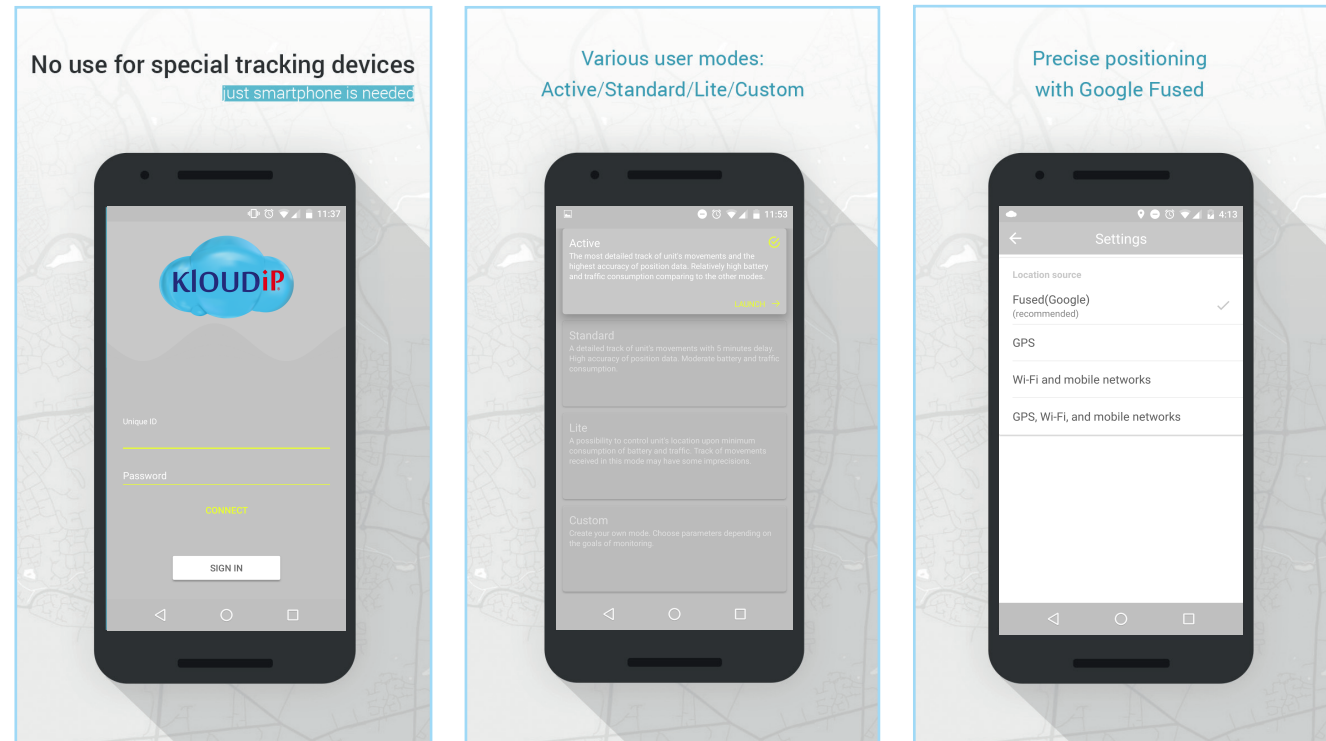 No use for special tracking devices
just smartphone is needed
11:37
KlOUDiP
Unique ID
Password
CONNECT
SIGN IN
Various user modes:
Active/Standard/Lite/Custom
11:53
Active
The most detailed track of unit's movements and the
highest accuracy of position data. Relatively high battery
and traffic consumption comparing to the other modes.
LAUNCH
Standard
A detailed track of unit's movements with 5 minutes delay.
High accuracy of position data. Moderate battery and traffic
consumption.
Lite
A possibility to control unit's location upon minimum
consumption of battery and traffic. Track of movements
received in this mode may have some imprecisions.
Custom
Create your own mode. Choose parameters depending on
the goals of monitoring.
Precise positioning
with Google Fused
4:13
Settings
Location source
Fused(Google)
(recommended)
GPS
Wi-Fi and mobile networks
GPS, Wi-Fi, and mobile networks